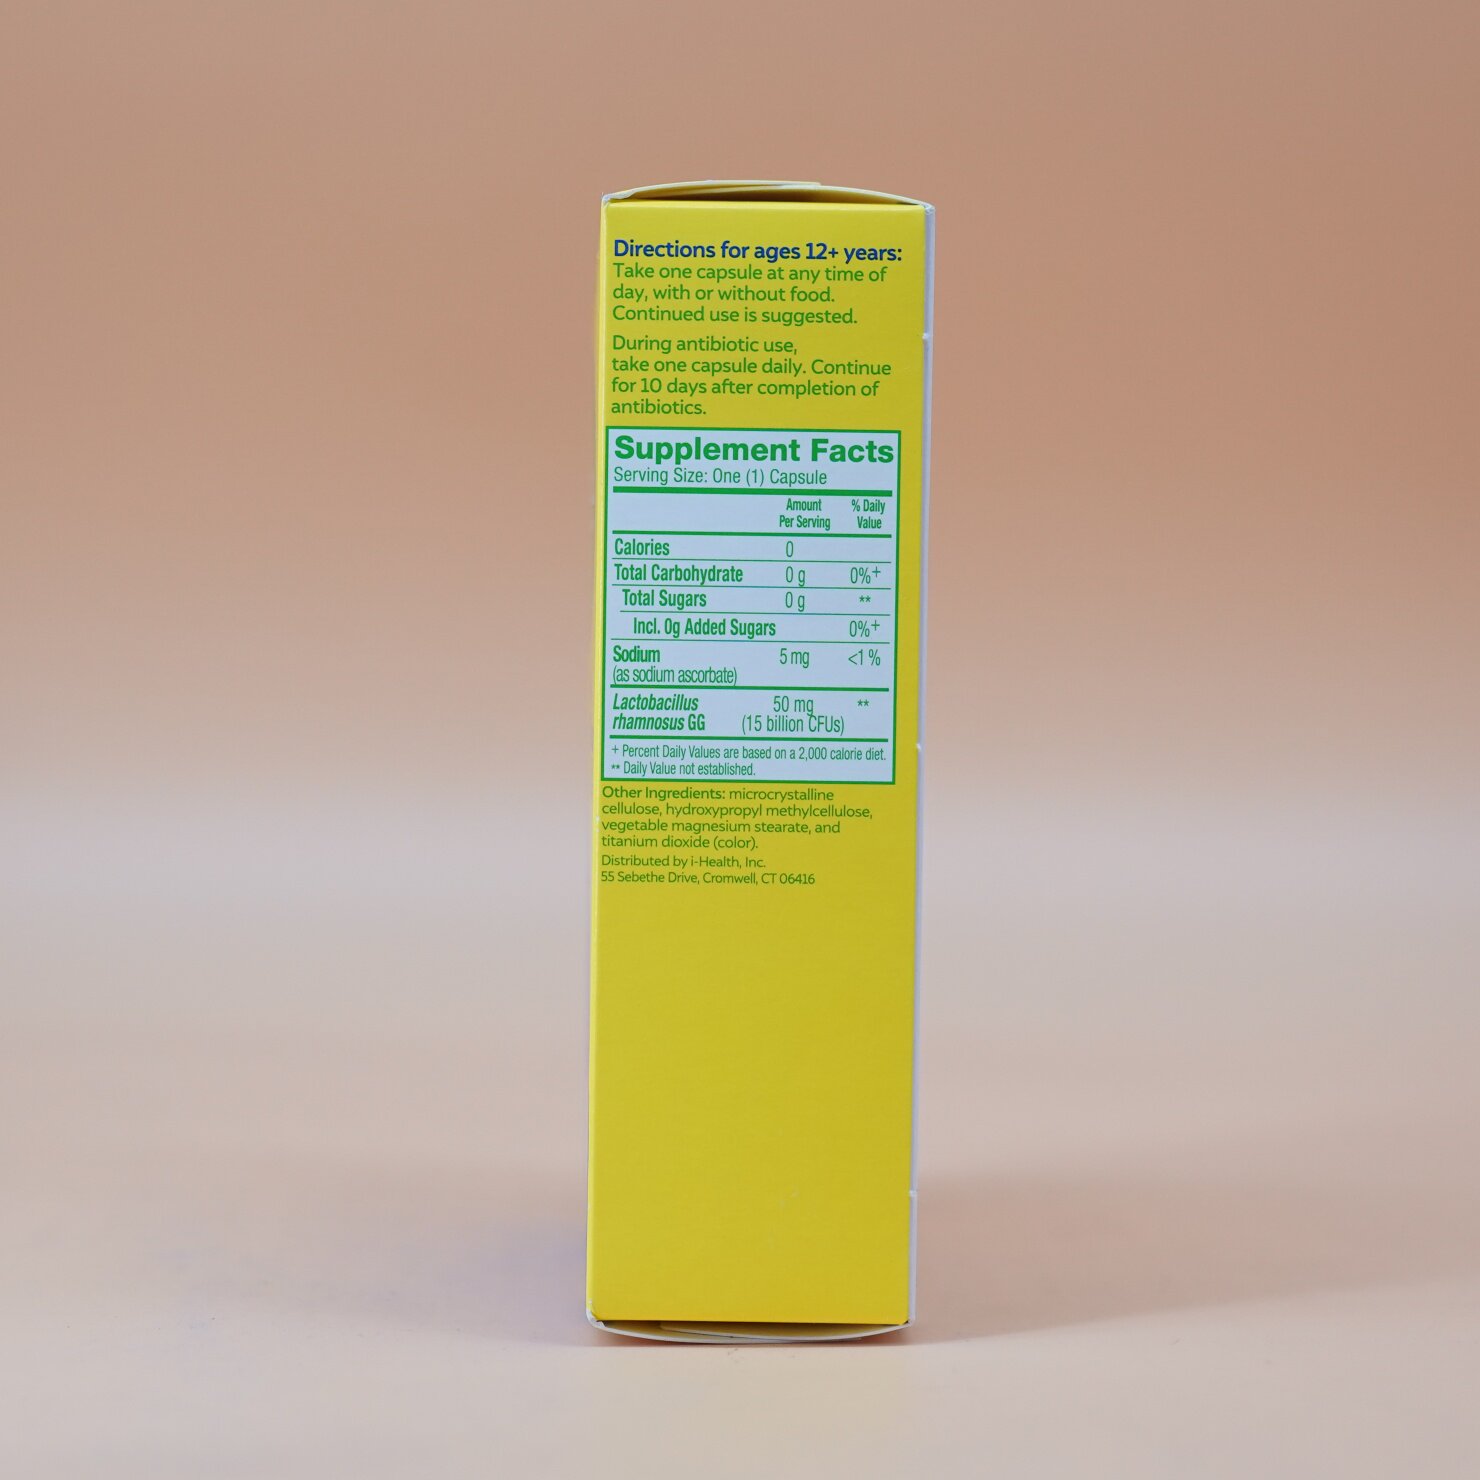 Directions for ages 12+ years:
Take one capsule at any time of
day, with or without food.
Continued use is suggested.
During antibiotic use,
take one capsule daily. Continue
for 10 days after completion of
antibiotics.
Supplement Facts
Serving Size: One (1) Capsule
Amount Per Serving % Daily Value
Calories 0
Total Carbohydrate 0 g 0%+
Total Sugars 0 g **
Incl. 0g Added Sugars 0%+
Sodium 5 mg <1 %
(as sodium ascorbate)
Lactobacillus 50 mg **
rhamnosus GG (15 billion CFUs)
+ Percent Daily Values are based on a 2,000 calorie diet.
** Daily Value not established.
Other Ingredients: microcrystalline
cellulose, hydroxypropyl methylcellulose,
vegetable magnesium stearate, and
titanium dioxide (color).
Distributed by i-Health, Inc.
55 Sebethe Drive, Cromwell, CT 06416